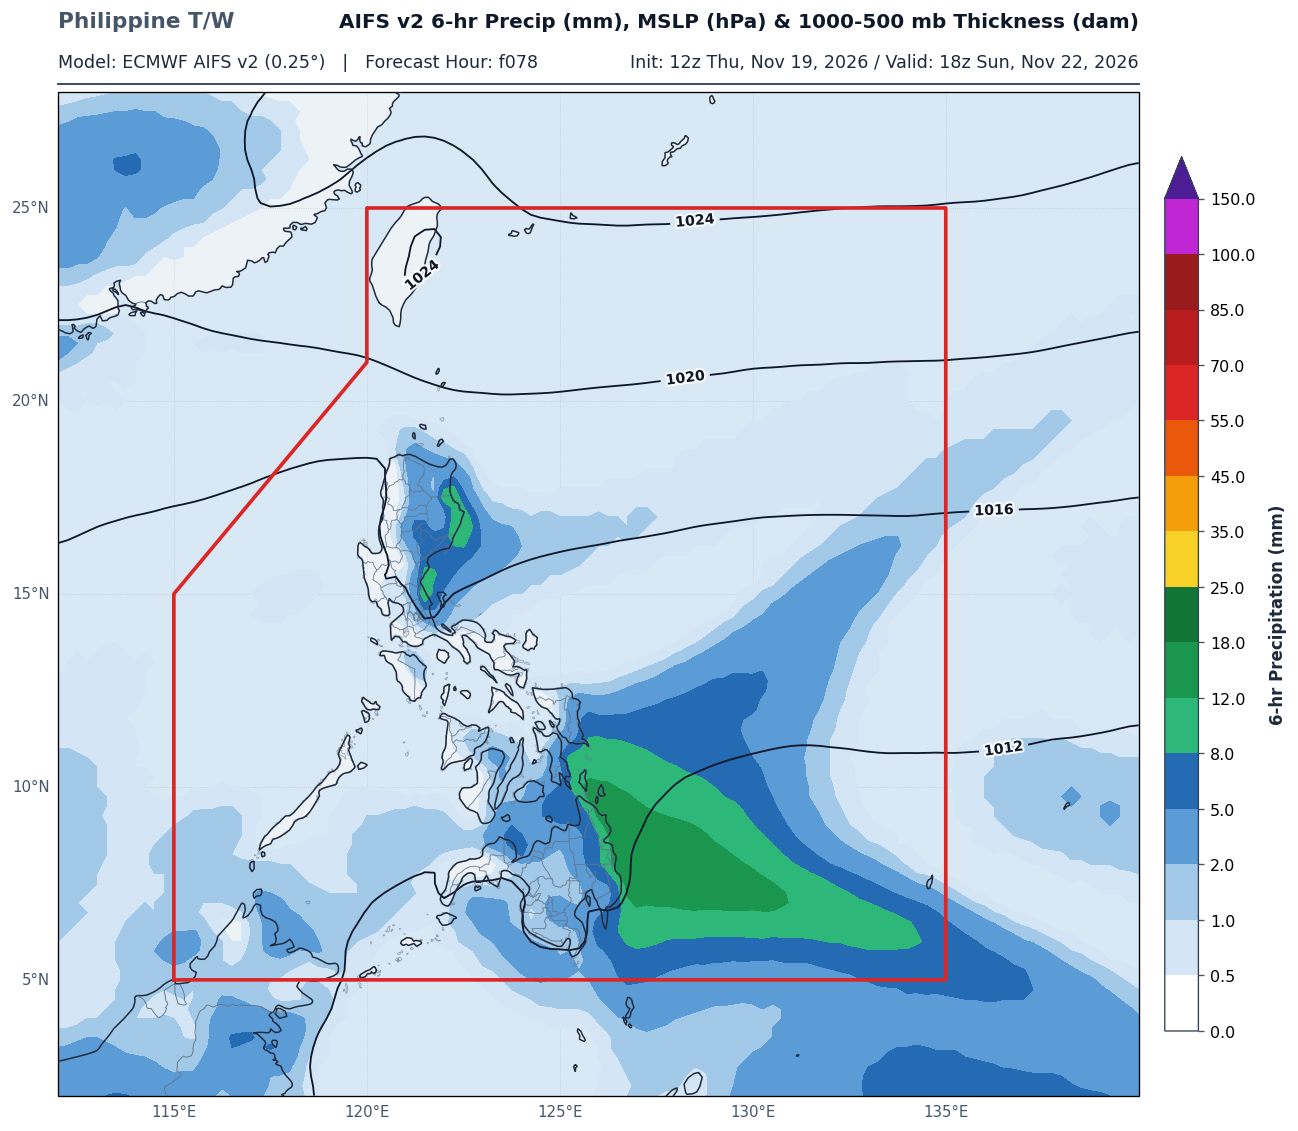 Philippine T/W
AIFS v2 6-hr Precip (mm), MSLP (hPa) & 1000-500 mb Thickness (dam)
Model: ECMWF AIFS v2 (0.25°) | Forecast Hour: f078
Init: 12z Thu, Nov 19, 2026 / Valid: 18z Sun, Nov 22, 2026
25°N
20°N
15°N
10°N
5°N
1024
1024
1020
1016
1012
115°E
120°E
125°E
130°E
135°E
150.0
100.0
85.0
70.0
55.0
45.0
35.0
25.0
18.0
12.0
8.0
5.0
2.0
1.0
0.5
0.0
6-hr Precipitation (mm)